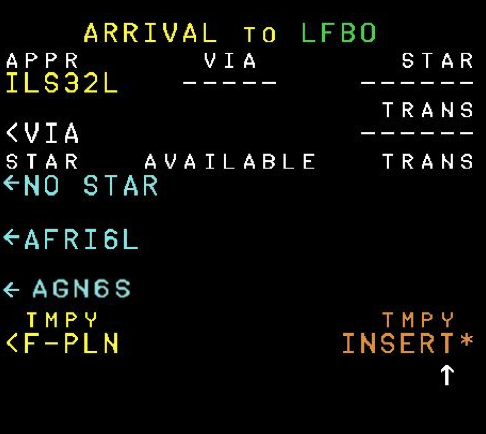 ARRIVAL TO LFBO
APPR VIA STAR
ILS32L ----- ------
TRANS
<VIA ------
STAR AVAILABLE TRANS
←NO STAR
←AFRI6L
← AGN6S
TMPY TMPY
<F-PLN INSERT*
↑